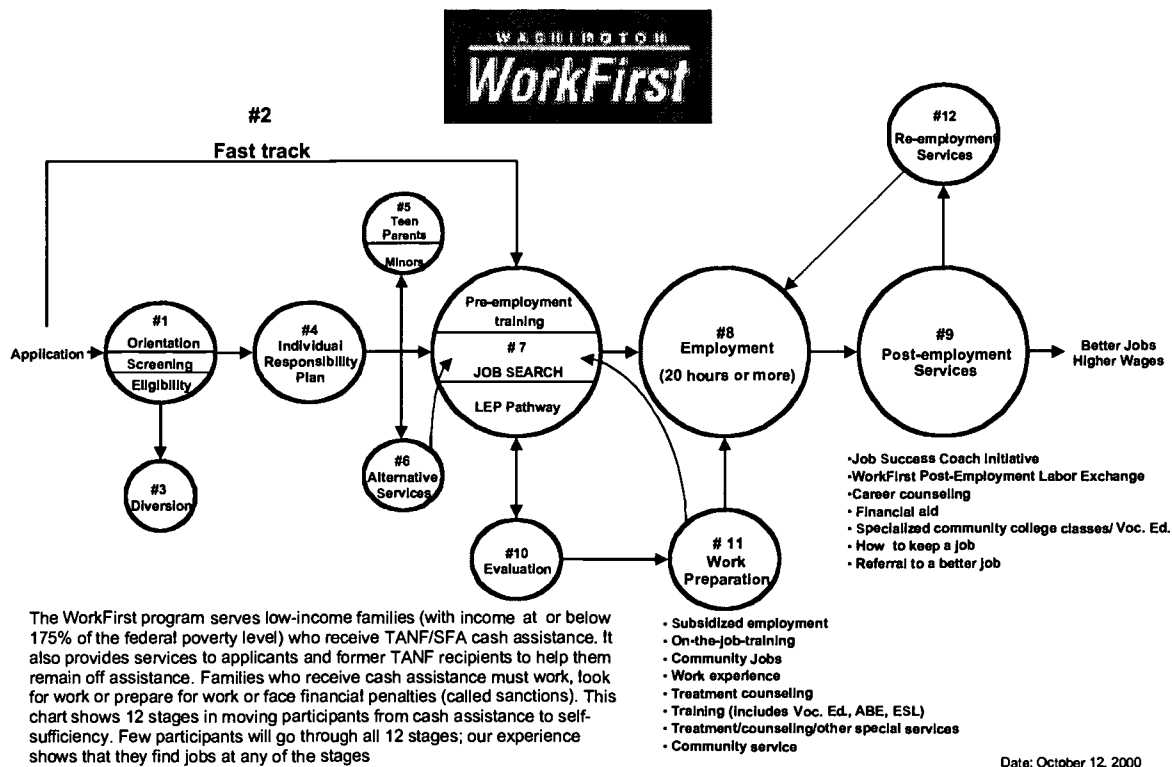 WASHINGTON
WorkFirst
#2
Fast track
#12
Re-employment
Services
#5
Teen
Parents
Minors
Pre-employment
training
# 7
JOB SEARCH
LEP Pathway
Application
#1
Orientation
Screening
Eligibility
#4
Individual
Responsibility
Plan
#8
Employment
(20 hours or more)
#9
Post-employment
Services
Better Jobs
Higher Wages
#3
Diversion
#6
Alternative
Services
#10
Evaluation
# 11
Work
Preparation
•Job Success Coach Initiative
•WorkFirst Post-Employment Labor Exchange
•Career counseling
• Financial aid
• Specialized community college classes/ Voc. Ed.
• How to keep a job
• Referral to a better job
• Subsidized employment
• On-the-job-training
• Community Jobs
• Work experience
• Treatment counseling
• Training (includes Voc. Ed., ABE, ESL)
• Treatment/counseling/other special services
• Community service
The WorkFirst program serves low-income families (with income at or below
175% of the federal poverty level) who receive TANF/SFA cash assistance. It
also provides services to applicants and former TANF recipients to help them
remain off assistance. Families who receive cash assistance must work, look
for work or prepare for work or face financial penalties (called sanctions). This
chart shows 12 stages in moving participants from cash assistance to self-
sufficiency. Few participants will go through all 12 stages; our experience
shows that they find jobs at any of the stages
Date: October 12, 2000